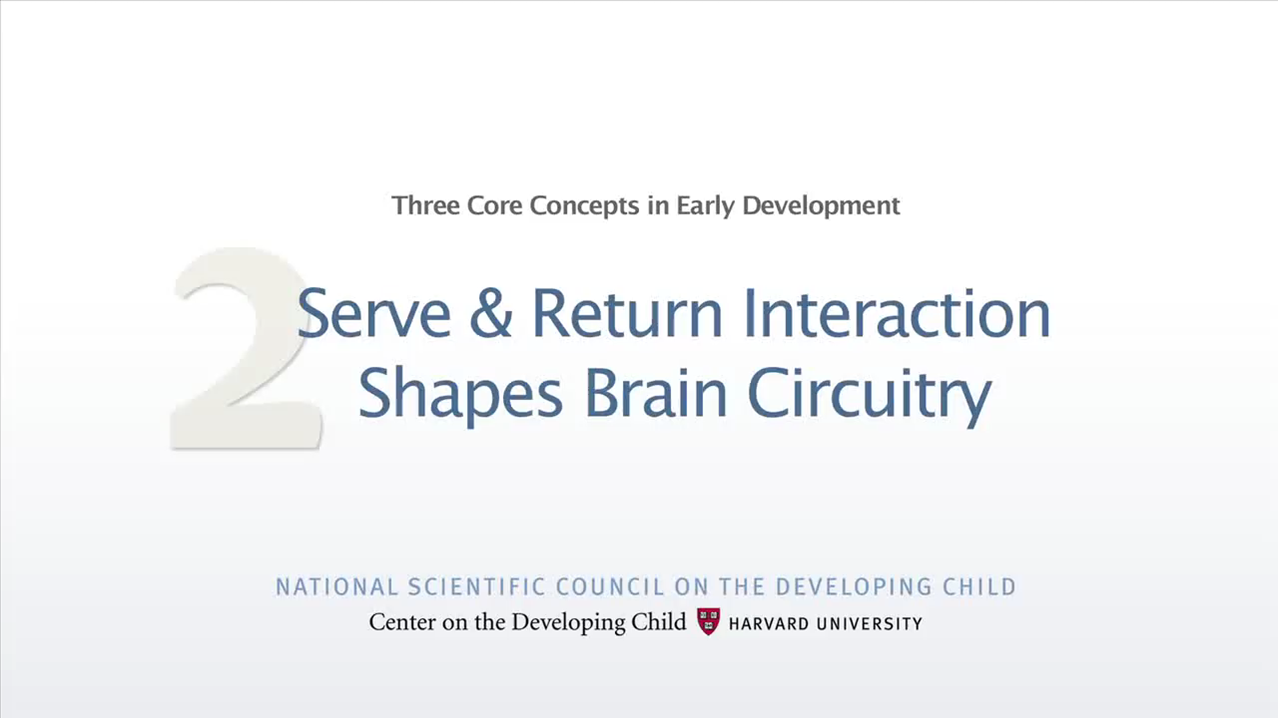 Three Core Concepts in Early Development
2
Serve & Return Interaction
Shapes Brain Circuitry
NATIONAL SCIENTIFIC COUNCIL ON THE DEVELOPING CHILD
Center on the Developing Child HARVARD UNIVERSITY